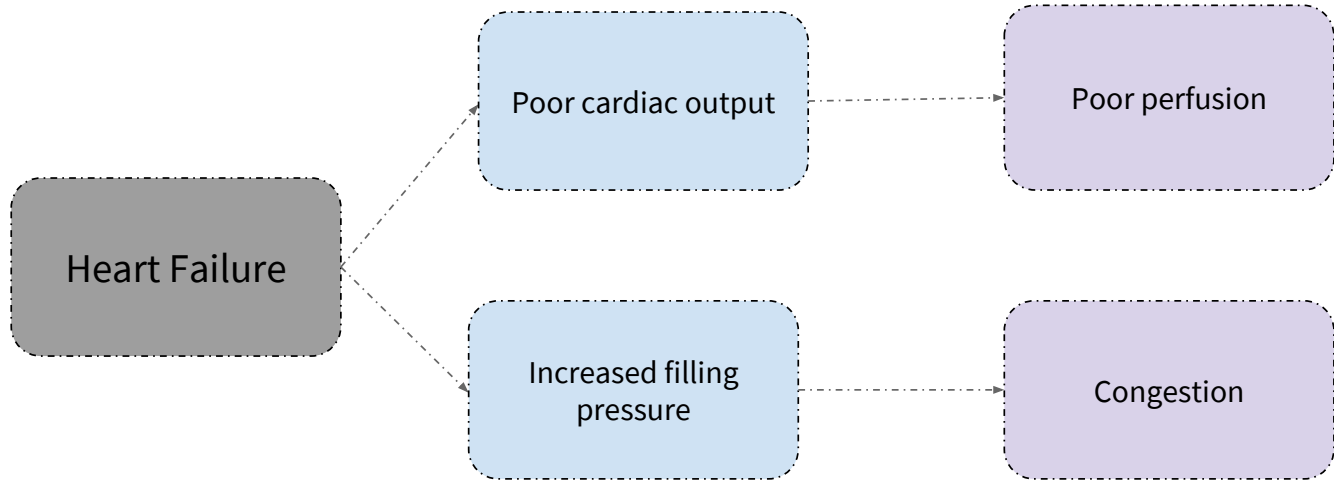 Heart Failure
Poor cardiac output
Poor perfusion
Increased filling
pressure
Congestion